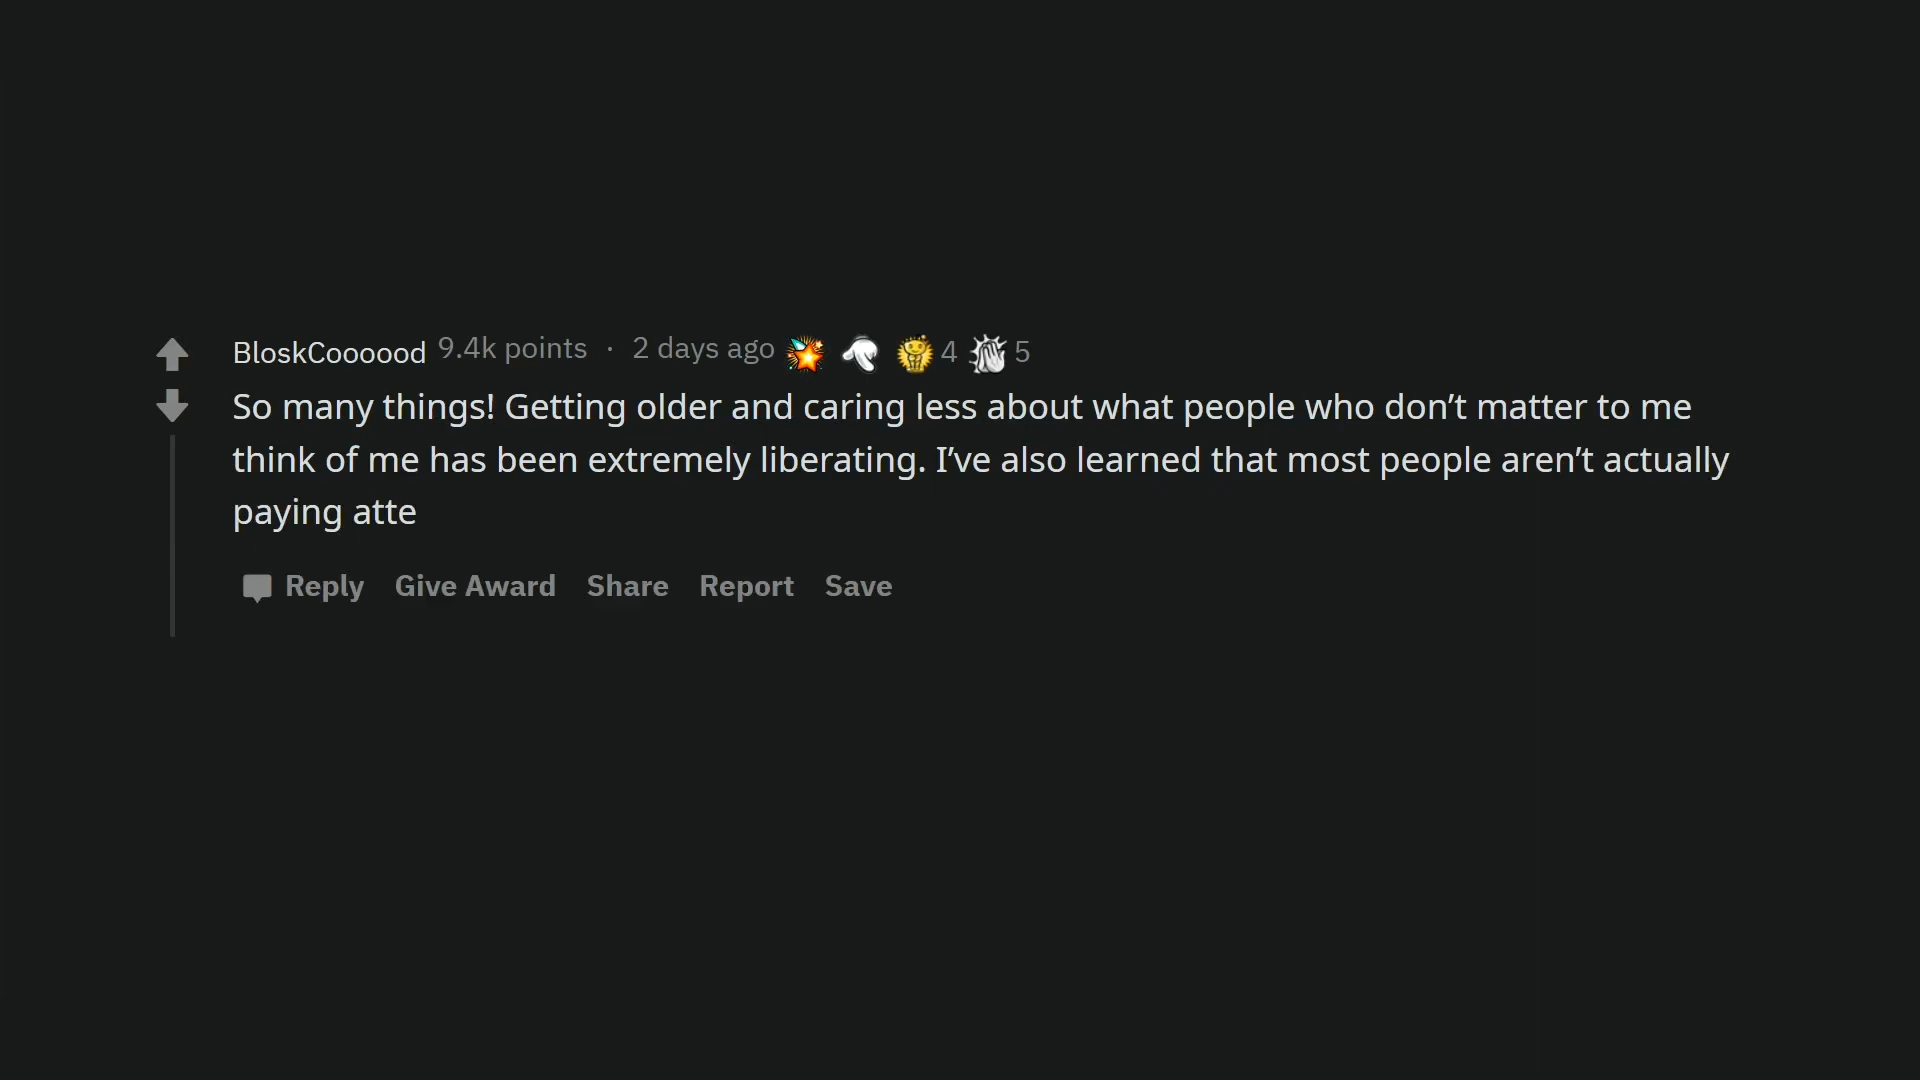 BloskCoooood 9.4k points · 2 days ago 4 5
So many things! Getting older and caring less about what people who don’t matter to me
think of me has been extremely liberating. I’ve also learned that most people aren’t actually
paying atte
Reply Give Award Share Report Save